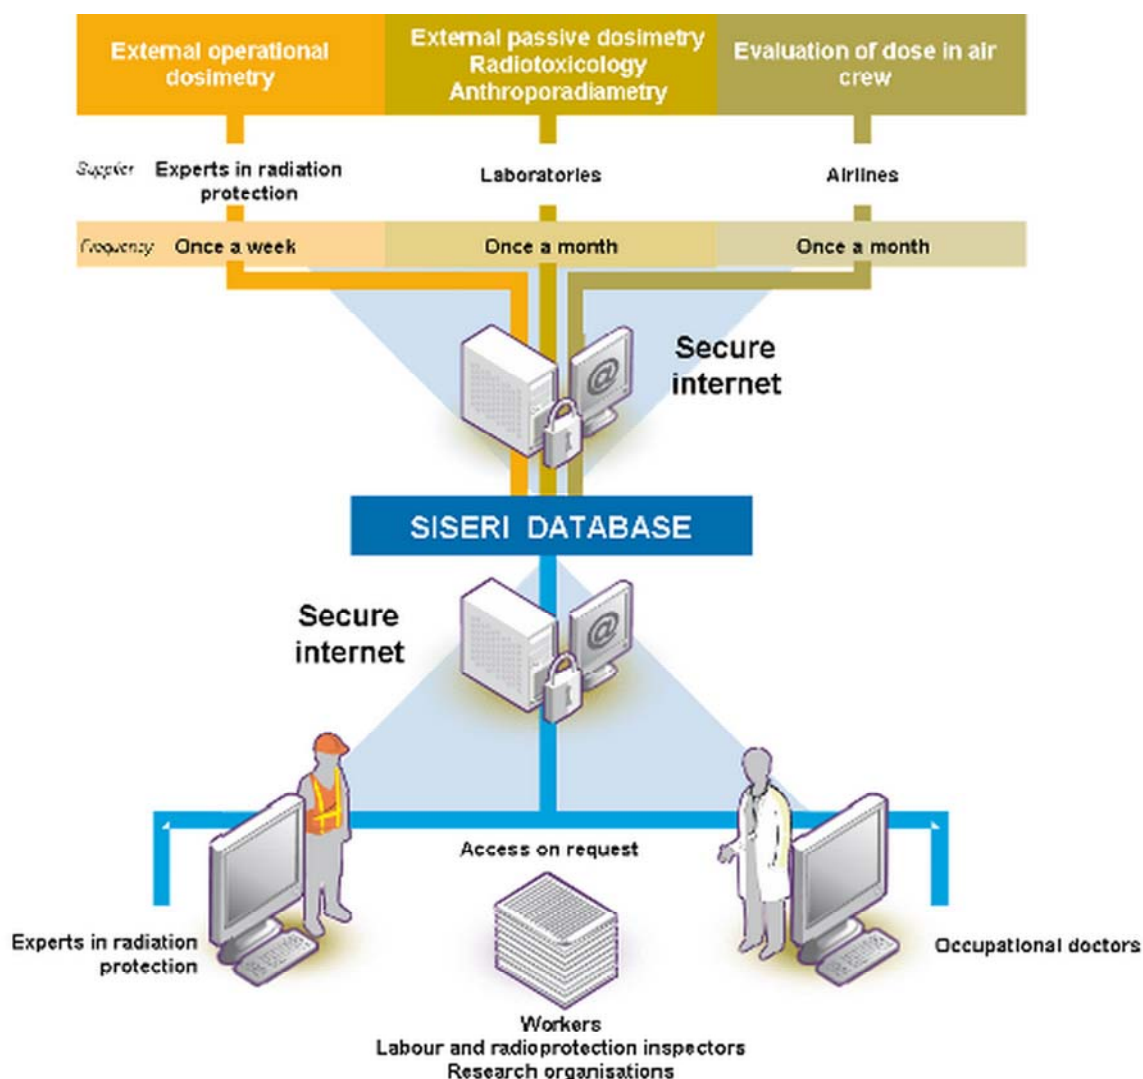 External operational
dosimetry
External passive dosimetry
Radiotoxicology
Anthroporadiametry
Evaluation of dose in air
crew
Supplier
Experts in radiation
protection
Laboratories
Airlines
Frequency
Once a week
Once a month
Once a month
Secure
internet
@
SISERI DATABASE
Secure
internet
@
Access on request
Experts in radiation
protection
Occupational doctors
Workers
Labour and radioprotection inspectors
Research organisations